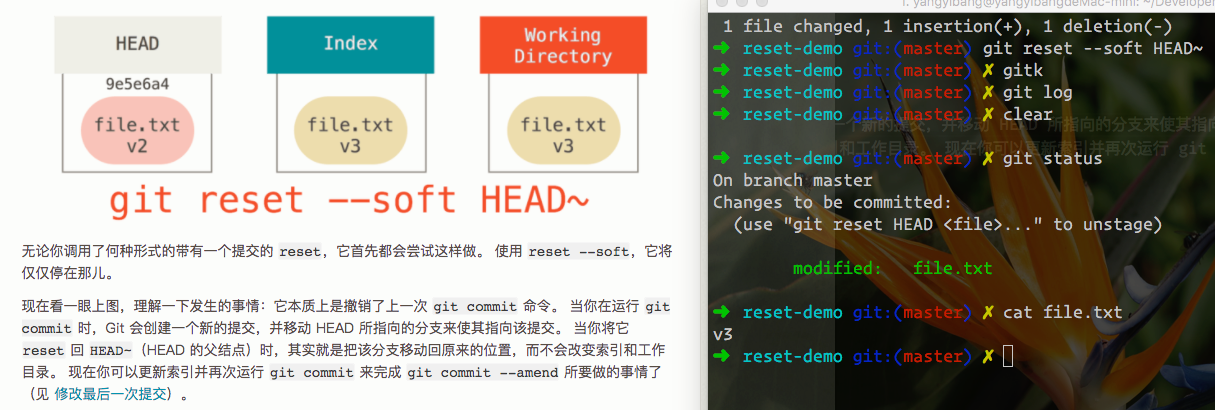 HEAD
Index
Working
Directory
9e5e6a4
file.txt
v2
file.txt
v3
file.txt
v3
git reset --soft HEAD~
无论你调用了何种形式的带有一个提交的 reset，它首先都会尝试这样做。 使用 reset --soft，它将
仅仅停在那儿。
现在看一眼上图，理解一下发生的事情：它本质上是撤销了上一次 git commit 命令。 当你在运行 git
commit 时，Git 会创建一个新的提交，并移动 HEAD 所指向的分支来使其指向该提交。 当你将它
reset 回 HEAD~（HEAD 的父结点）时，其实就是把该分支移动回原来的位置，而不会改变索引和工作
目录。 现在你可以更新索引并再次运行 git commit 来完成 git commit --amend 所要做的事情了
（见 修改最后一次提交）。
1. yangyibang@yangyibangdeMac-mini: ~/Developer
1 file changed, 1 insertion(+), 1 deletion(-)
➜ reset-demo git:(master) git reset --soft HEAD~
➜ reset-demo git:(master) ✗ gitk
➜ reset-demo git:(master) ✗ git log
➜ reset-demo git:(master) ✗ clear
➜ reset-demo git:(master) ✗ git status
On branch master
Changes to be committed:
(use "git reset HEAD <file>..." to unstage)
modified: file.txt
➜ reset-demo git:(master) ✗ cat file.txt
v3
➜ reset-demo git:(master) ✗